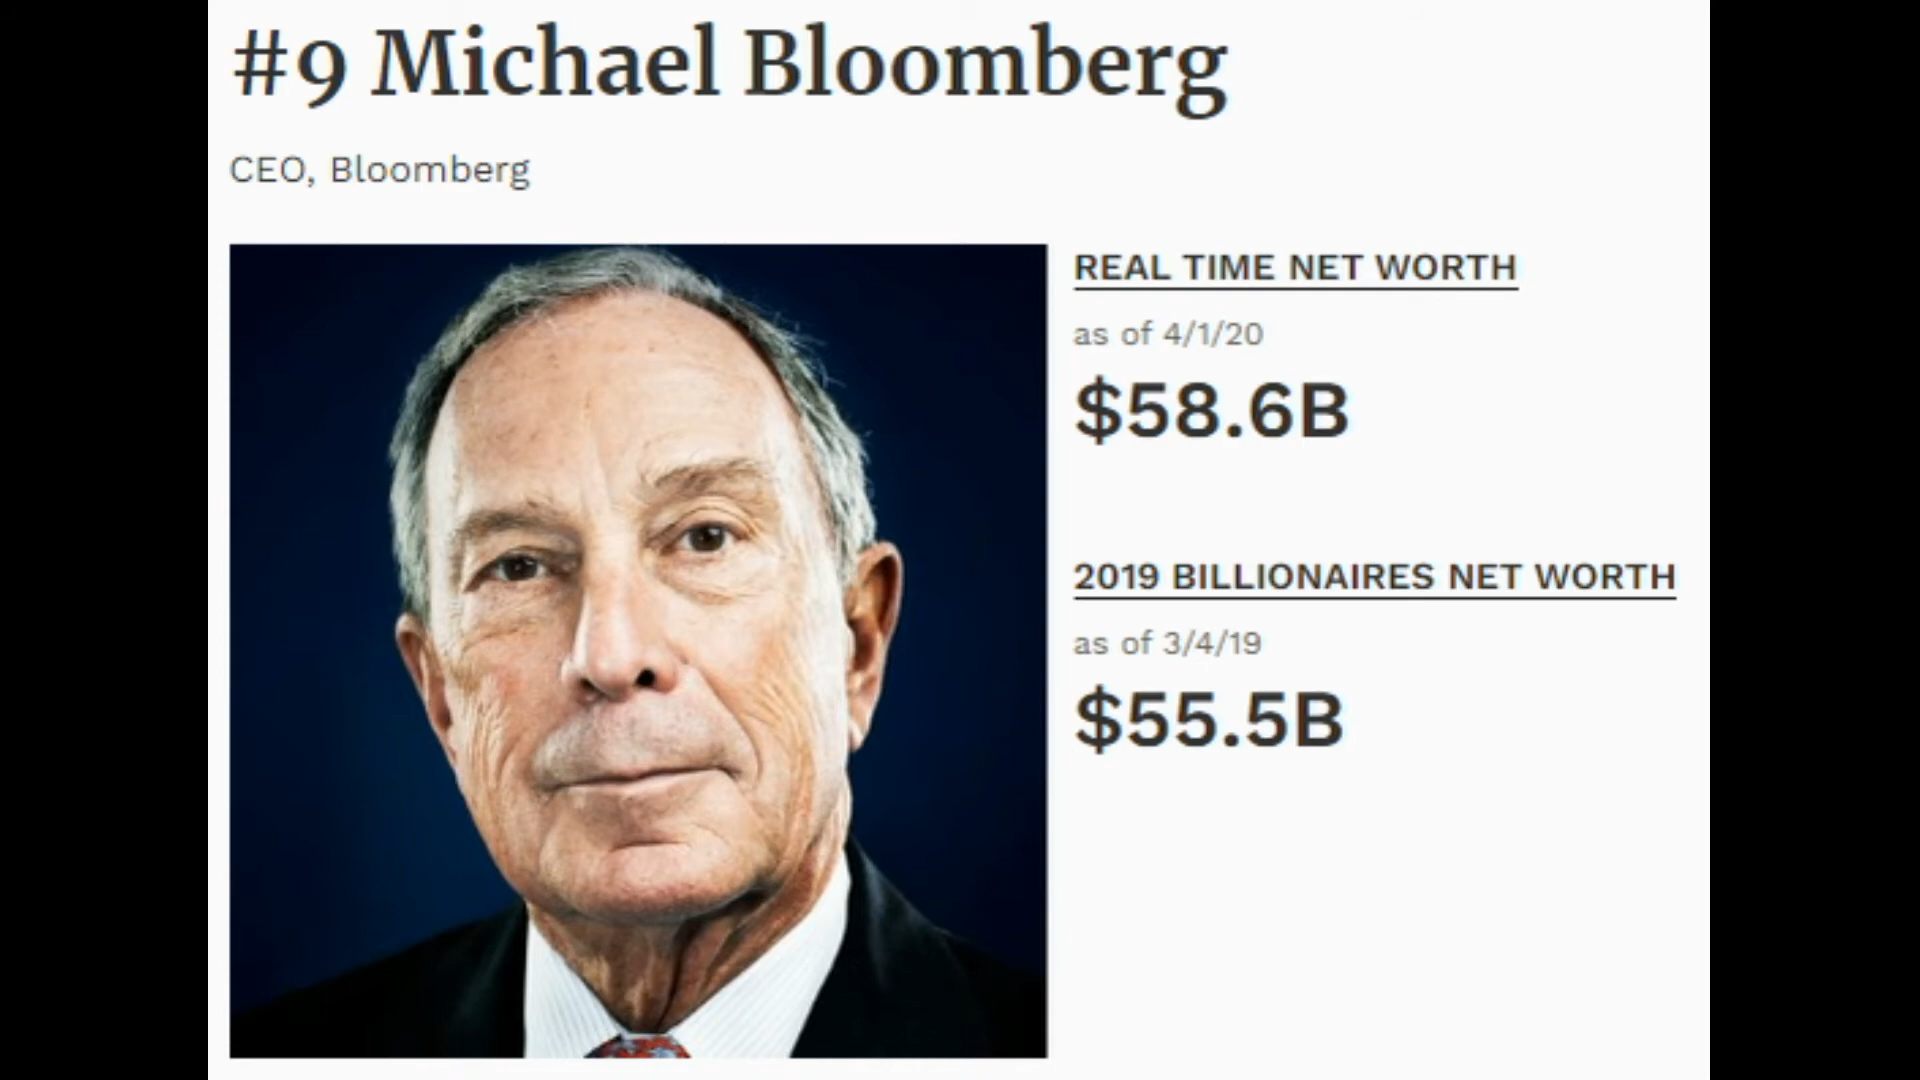 #9 Michael Bloomberg
CEO, Bloomberg
REAL TIME NET WORTH
as of 4/1/20
$58.6B
2019 BILLIONAIRES NET WORTH
as of 3/4/19
$55.5B